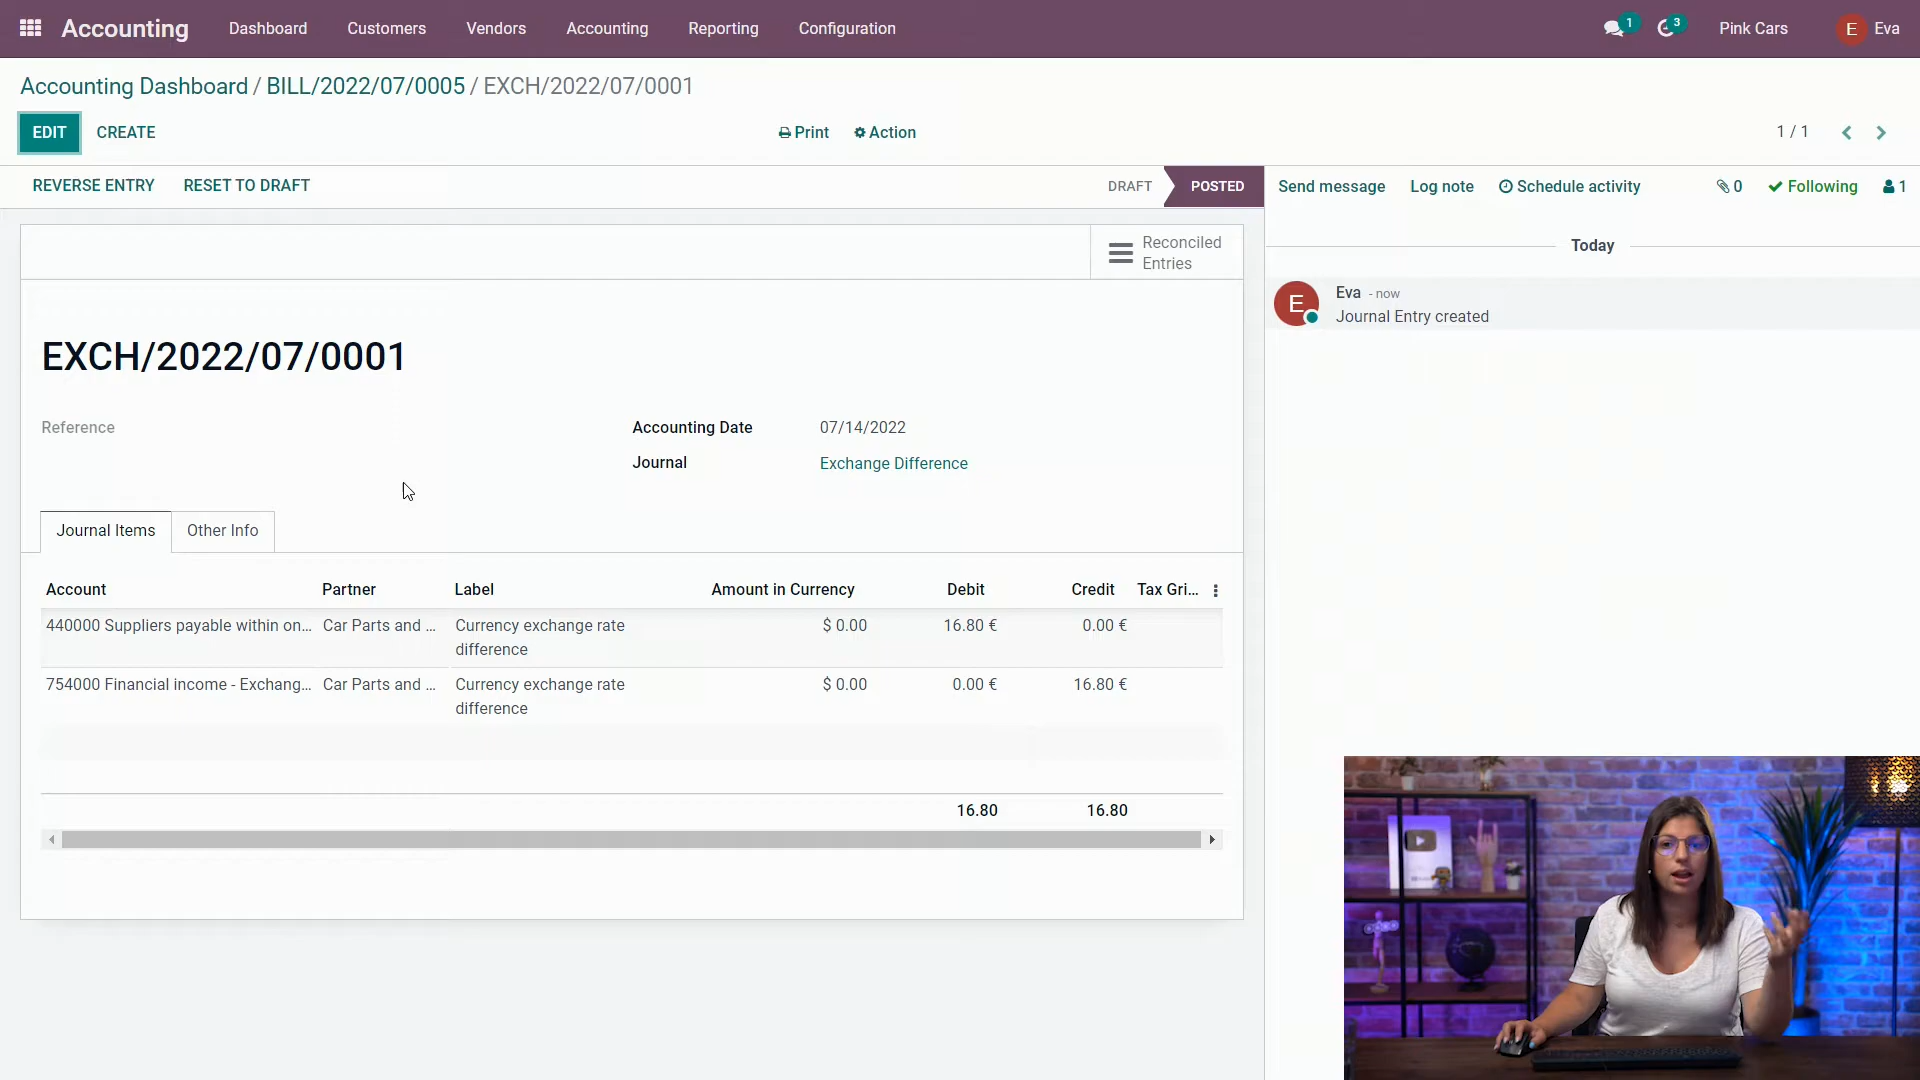 Accounting Dashboard Customers Vendors Accounting Reporting Configuration 1 3 Pink Cars E Eva
Accounting Dashboard / BILL/2022/07/0005 / EXCH/2022/07/0001
EDIT CREATE Print Action 1 / 1
REVERSE ENTRY RESET TO DRAFT DRAFT POSTED Send message Log note Schedule activity 0 Following 1
Reconciled
Entries
Today
E Eva - now
Journal Entry created
EXCH/2022/07/0001
Reference Accounting Date 07/14/2022
Journal Exchange Difference
Journal Items Other Info
Account Partner Label Amount in Currency Debit Credit Tax Gri...
440000 Suppliers payable within on... Car Parts and ... Currency exchange rate $ 0.00 16.80 € 0.00 €
difference
754000 Financial income - Exchang... Car Parts and ... Currency exchange rate $ 0.00 0.00 € 16.80 €
difference
16.80 16.80